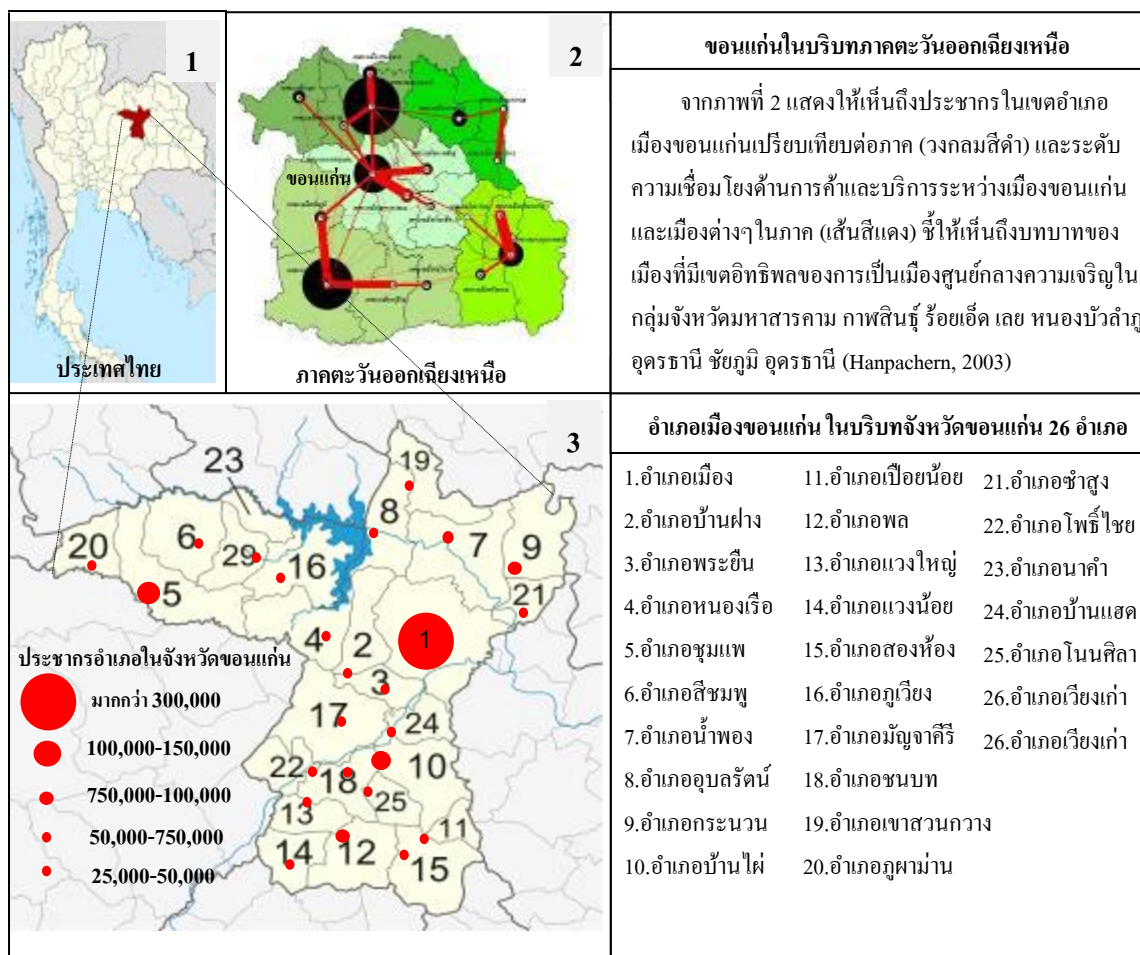 1
ประเทศไทย
2
ขอนแก่น
ภาคตะวันออกเฉียงเหนือ
ขอนแก่นในบริบทภาคตะวันออกเฉียงเหนือ
จากภาพที่ 2 แสดงให้เห็นถึงประชากรในเขตอำเภอ
เมืองขอนแก่นเปรียบเทียบต่อภาค (วงกลมสีดำ) และระดับ
ความเชื่อมโยงด้านการค้าและบริการระหว่างเมืองขอนแก่น
และเมืองต่างๆในภาค (เส้นสีแดง) ชี้ให้เห็นถึงบทบาทของ
เมืองที่มีเขตอิทธิพลของการเป็นเมืองศูนย์กลางความเจริญใน
กลุ่มจังหวัดมหาสารคาม กาฬสินธุ์ ร้อยเอ็ด เลย หนองบัวลำภู
อุดรธานี ชัยภูมิ อุดรธานี (Hanpachern, 2003)
3
19
23
8
7
9
6
20
29
16
5
21
4
2
1
3
17
24
10
22
18
25
13
11
14
12
15
ประชากรอำเภอในจังหวัดขอนแก่น
มากกว่า 300,000
100,000-150,000
750,000-100,000
50,000-750,000
25,000-50,000
อำเภอเมืองขอนแก่น ในบริบทจังหวัดขอนแก่น 26 อำเภอ
1.อำเภอเมือง
2.อำเภอบ้านฝาง
3.อำเภอพระยืน
4.อำเภอหนองเรือ
5.อำเภอชุมแพ
6.อำเภอสีชมพู
7.อำเภอน้ำพอง
8.อำเภออุบลรัตน์
9.อำเภอกระนวน
10.อำเภอบ้านไผ่
11.อำเภอเปือยน้อย
12.อำเภอพล
13.อำเภอแวงใหญ่
14.อำเภอแวงน้อย
15.อำเภอสองห้อง
16.อำเภอภูเวียง
17.อำเภอมัญจาคีรี
18.อำเภอชนบท
19.อำเภอเขาสวนกวาง
20.อำเภอภูผาม่าน
21.อำเภอซำสูง
22.อำเภอโพธิ์ไชย
23.อำเภอนาคำ
24.อำเภอบ้านแฮด
25.อำเภอโนนศิลา
26.อำเภอเวียงเก่า
26.อำเภอเวียงเก่า